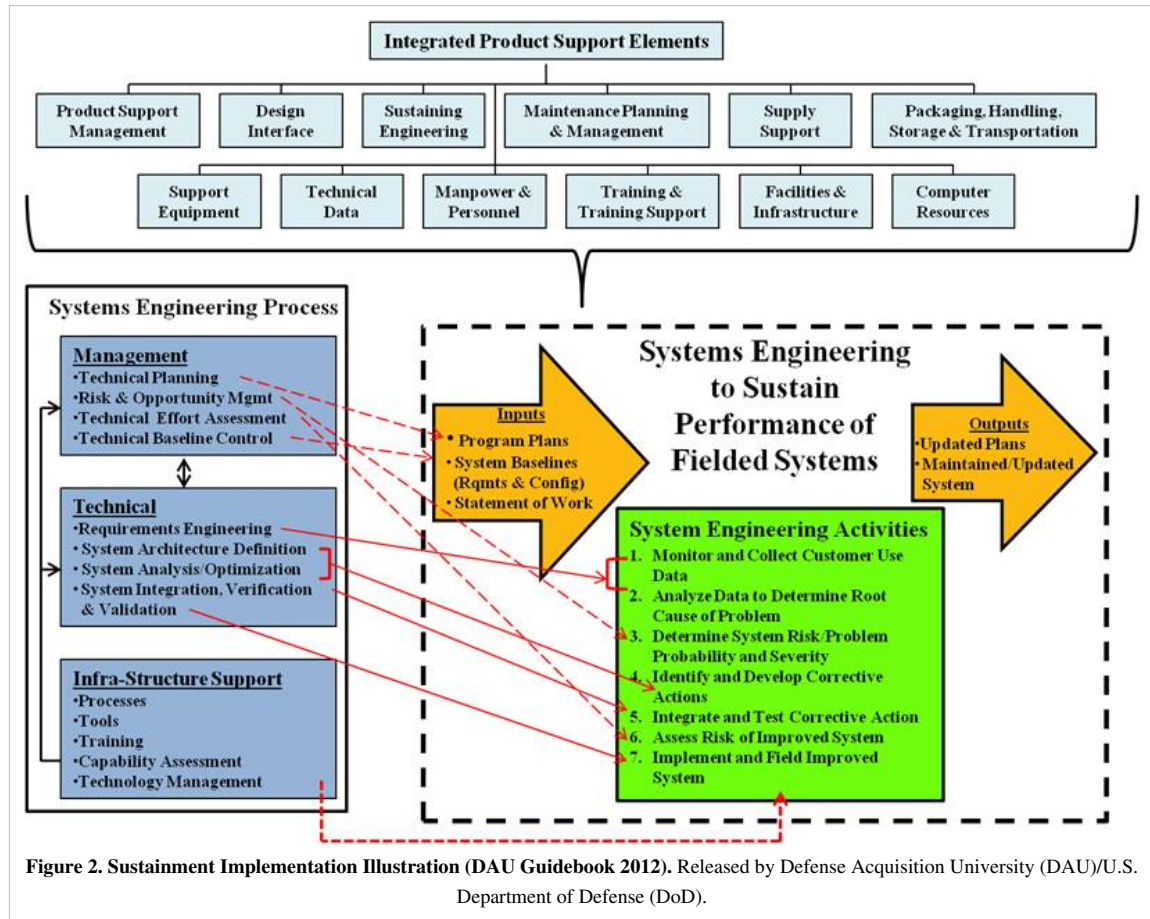 Integrated Product Support Elements
Product Support
Management
Design
Interface
Sustaining
Engineering
Maintenance Planning
& Management
Supply
Support
Packaging, Handling,
Storage & Transportation
Support
Equipment
Technical
Data
Manpower &
Personnel
Training &
Training Support
Facilities &
Infrastructure
Computer
Resources
Systems Engineering Process
Management
•Technical Planning
•Risk & Opportunity Mgmt
•Technical Effort Assessment
•Technical Baseline Control
Technical
•Requirements Engineering
•System Architecture Definition
•System Analysis/Optimization
•System Integration, Verification
& Validation
Infra-Structure Support
•Processes
•Tools
•Training
•Capability Assessment
•Technology Management
Systems Engineering
to Sustain
Performance of
Fielded Systems
Inputs
• Program Plans
• System Baselines
(Rqmts & Config)
• Statement of Work
Outputs
•Updated Plans
• Maintained/Updated
System
System Engineering Activities
1. Monitor and Collect Customer Use
Data
2. Analyze Data to Determine Root
Cause of Problem
3. Determine System Risk/Problem
Probability and Severity
4. Identify and Develop Corrective
Actions
5. Integrate and Test Corrective Action
6. Assess Risk of Improved System
7. Implement and Field Improved
System
Figure 2. Sustainment Implementation Illustration (DAU Guidebook 2012). Released by Defense Acquisition University (DAU)/U.S.
Department of Defense (DoD).